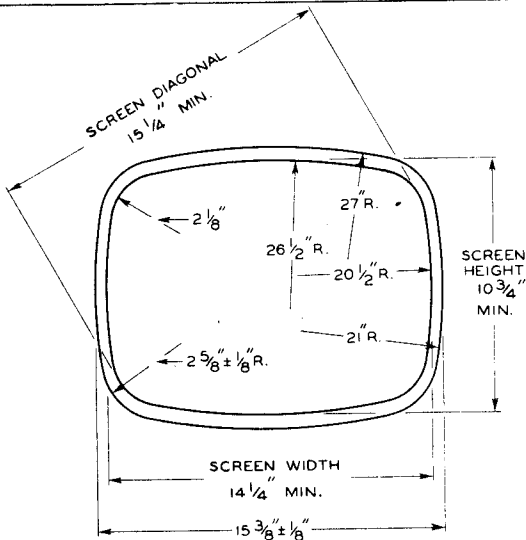 SCREEN DIAGONAL
15 1/4" MIN.
2 1/8"
27" R.
26 1/2" R.
20 1/2" R.
SCREEN
HEIGHT
10 3/4"
MIN.
21" R.
2 5/8" ± 1/8" R.
SCREEN WIDTH
14 1/4" MIN.
15 3/8" ± 1/8"